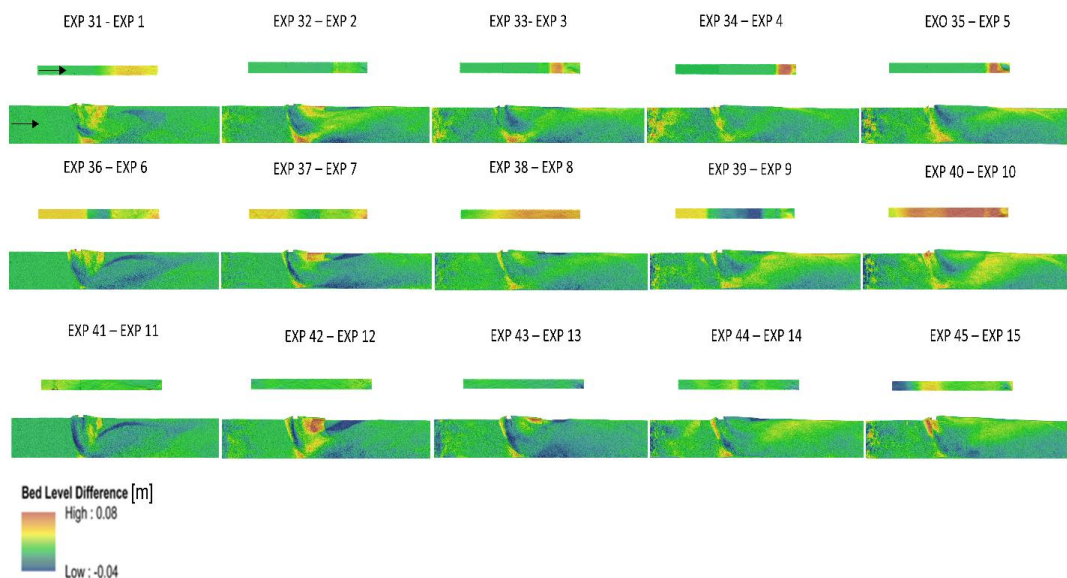 EXP 31 - EXP 1
EXP 32 – EXP 2
EXP 33- EXP 3
EXP 34 – EXP 4
EXO 35 – EXP 5
EXP 36 – EXP 6
EXP 37 – EXP 7
EXP 38 – EXP 8
EXP 39 – EXP 9
EXP 40 – EXP 10
EXP 41 – EXP 11
EXP 42 – EXP 12
EXP 43 – EXP 13
EXP 44 – EXP 14
EXP 45 – EXP 15
Bed Level Difference [m]
High : 0.08
Low : -0.04